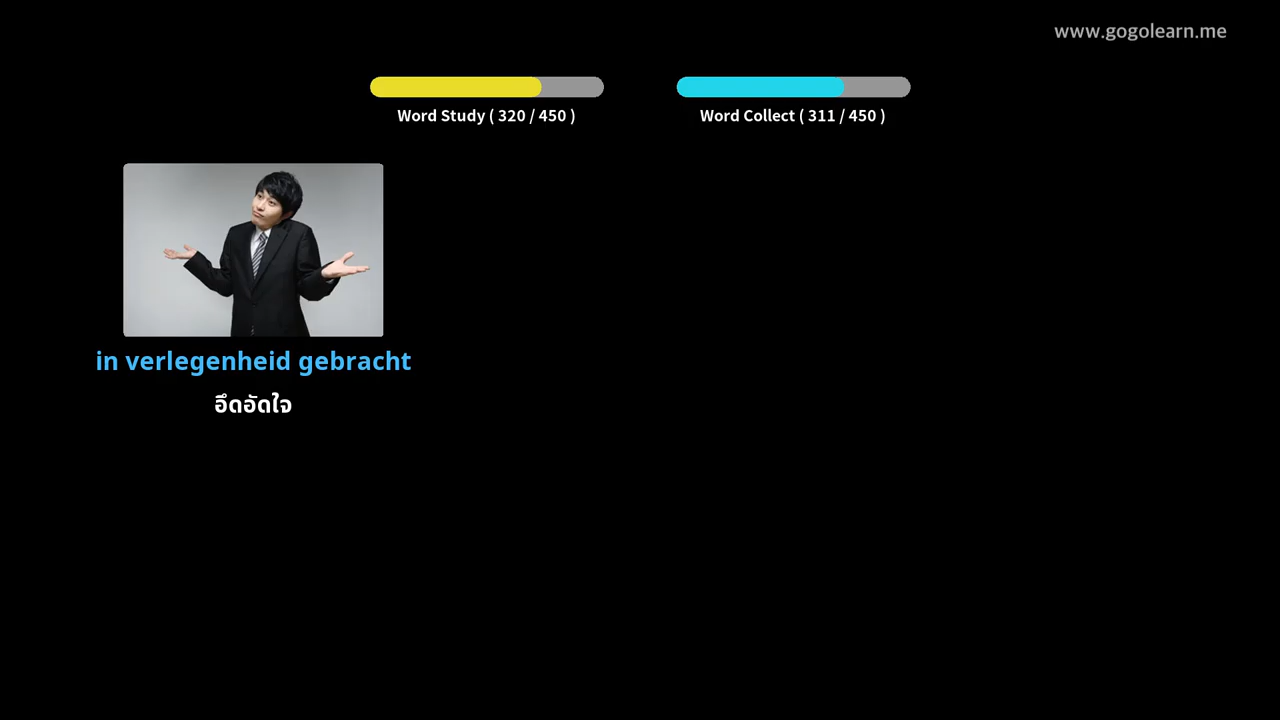 www.gogolearn.me
Word Study ( 320 / 450 )
Word Collect ( 311 / 450 )
in verlegenheid gebracht
อึดอัดใจ